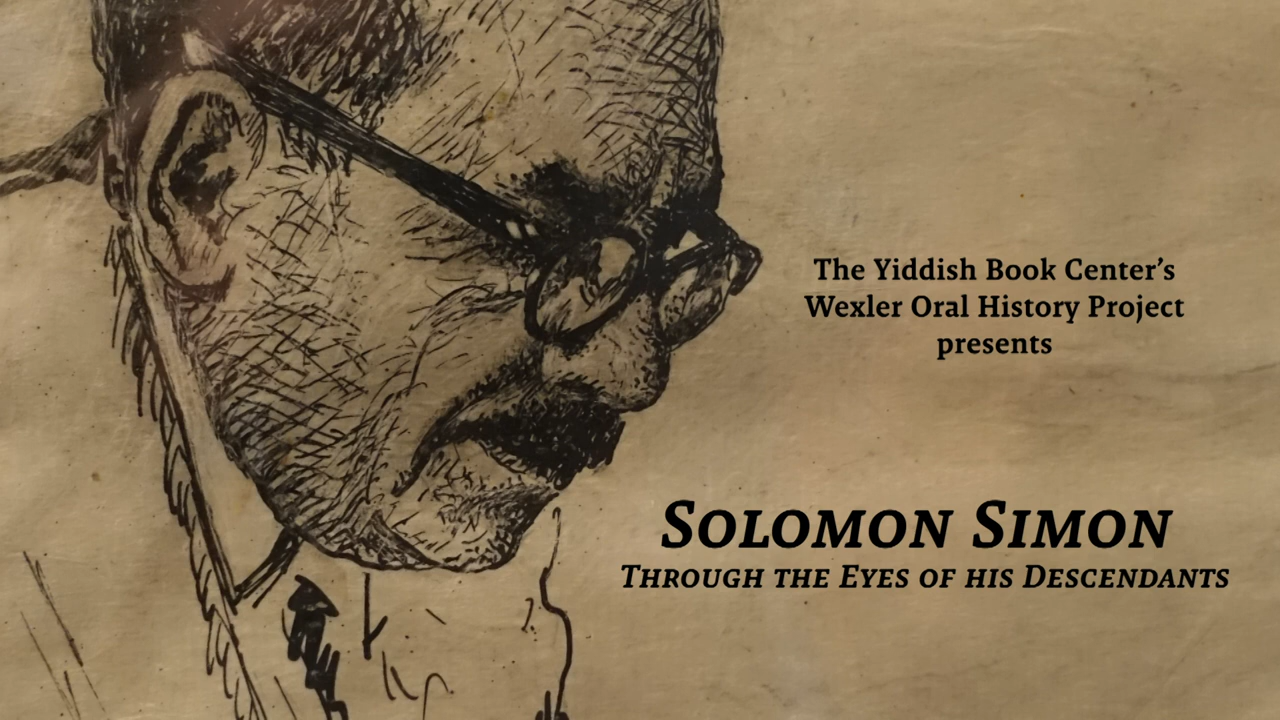 The Yiddish Book Center’s
Wexler Oral History Project
presents
Solomon Simon
Through the Eyes of his Descendants